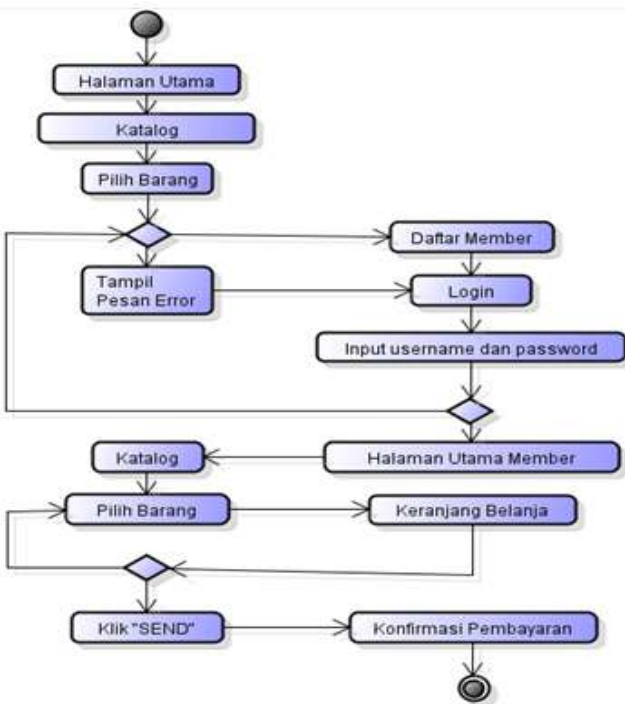 Halaman Utama
Katalog
Pilih Barang
Daftar Member
Tampil
Pesan Error
Login
Input username dan password
Katalog
Halaman Utama Member
Pilih Barang
Keranjang Belanja
Klik "SEND"
Konfirmasi Pembayaran